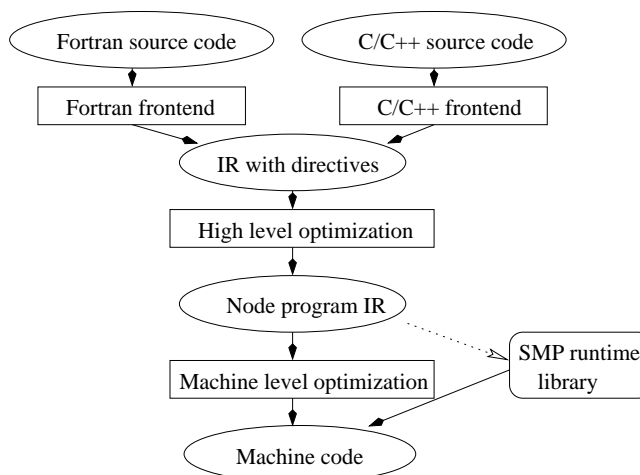 Fortran source code
C/C++ source code
Fortran frontend
C/C++ frontend
IR with directives
High level optimization
Node program IR
SMP runtime
library
Machine level optimization
Machine code